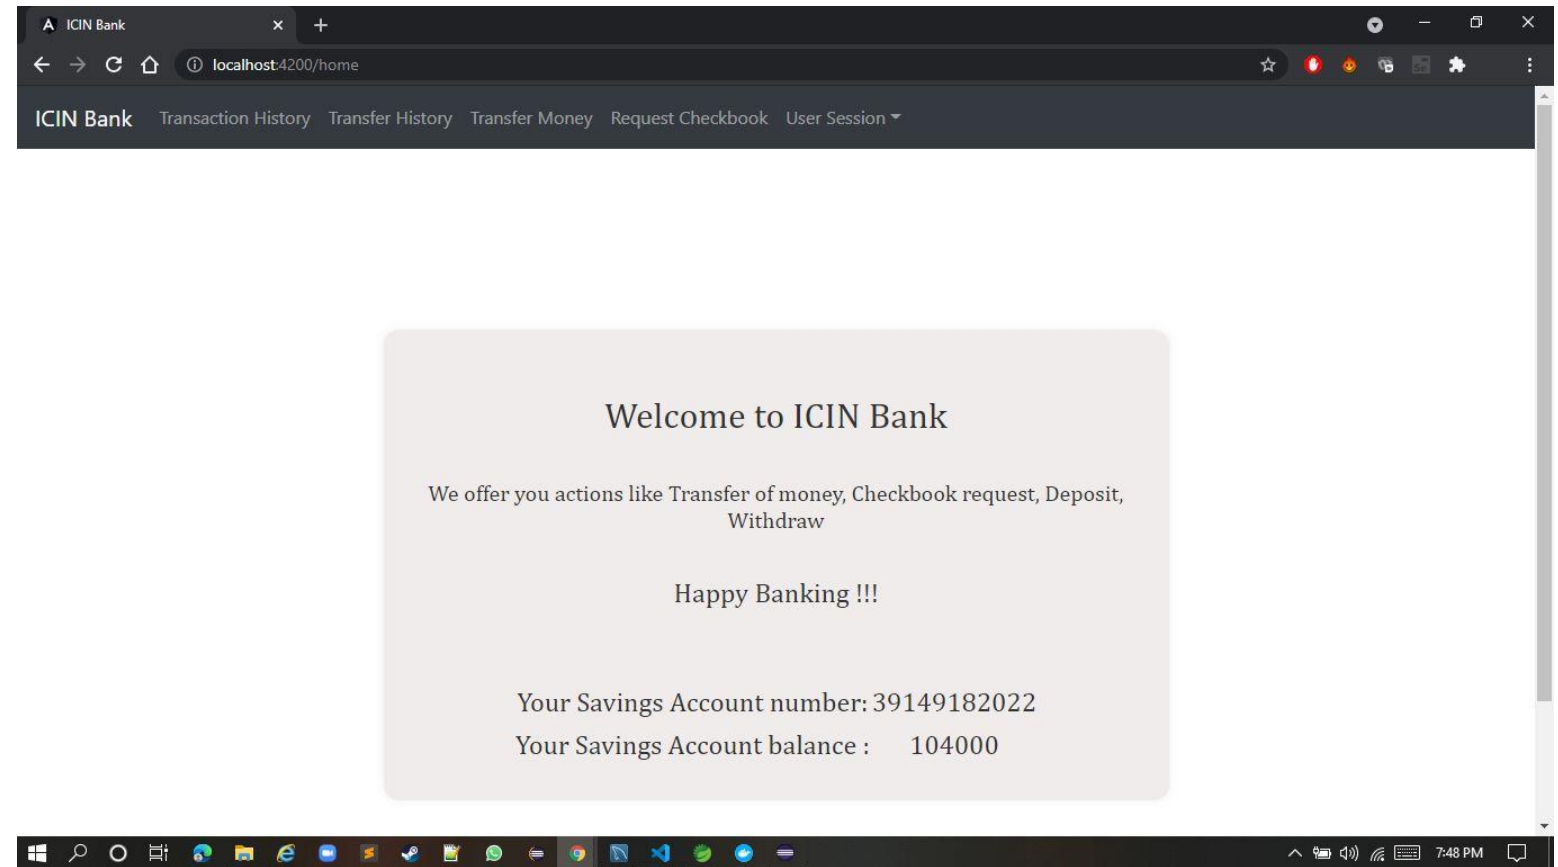 ICIN Bank
localhost:4200/home
ICIN Bank Transaction History Transfer History Transfer Money Request Checkbook User Session
Welcome to ICIN Bank
We offer you actions like Transfer of money, Checkbook request, Deposit,
Withdraw
Happy Banking !!!
Your Savings Account number: 39149182022
Your Savings Account balance : 104000
7:48 PM